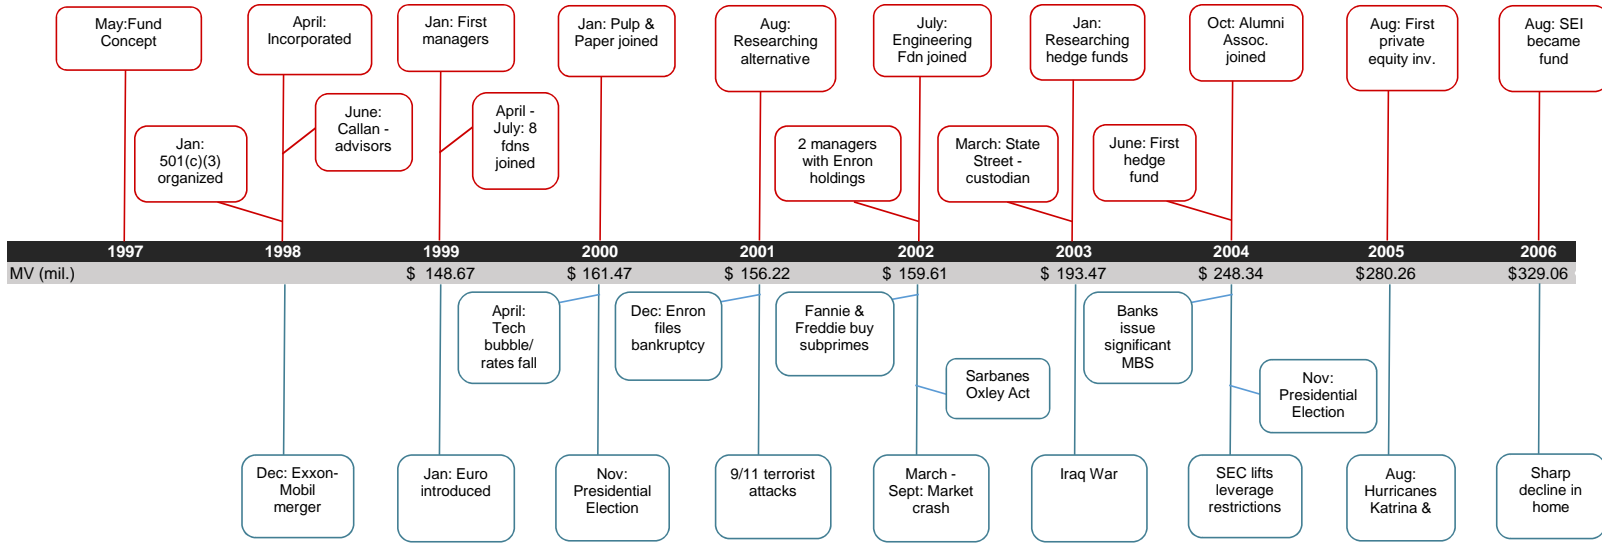 May:Fund
Concept
April:
Incorporated
Jan: First
managers
Jan: Pulp &
Paper joined
Aug:
Researching
alternative
July:
Engineering
Fdn joined
Jan:
Researching
hedge funds
Oct: Alumni
Assoc.
joined
Aug: First
private
equity inv.
Aug: SEI
became
fund
Jan:
501(c)(3)
organized
June:
Callan -
advisors
April -
July: 8
fdns
joined
2 managers
with Enron
holdings
March: State
Street -
custodian
June: First
hedge
fund
1997 1998 1999 2000 2001 2002 2003 2004 2005 2006
MV (mil.) $ 148.67 $ 161.47 $ 156.22 $ 159.61 $ 193.47 $ 248.34 $280.26 $329.06
April:
Tech
bubble/
rates fall
Dec: Enron
files
bankruptcy
Fannie &
Freddie buy
subprimes
Sarbanes
Oxley Act
Banks
issue
significant
MBS
Nov:
Presidential
Election
Dec: Exxon-
Mobil
merger
Jan: Euro
introduced
Nov:
Presidential
Election
9/11 terrorist
attacks
March -
Sept: Market
crash
Iraq War
SEC lifts
leverage
restrictions
Aug:
Hurricanes
Katrina &
Sharp
decline in
home